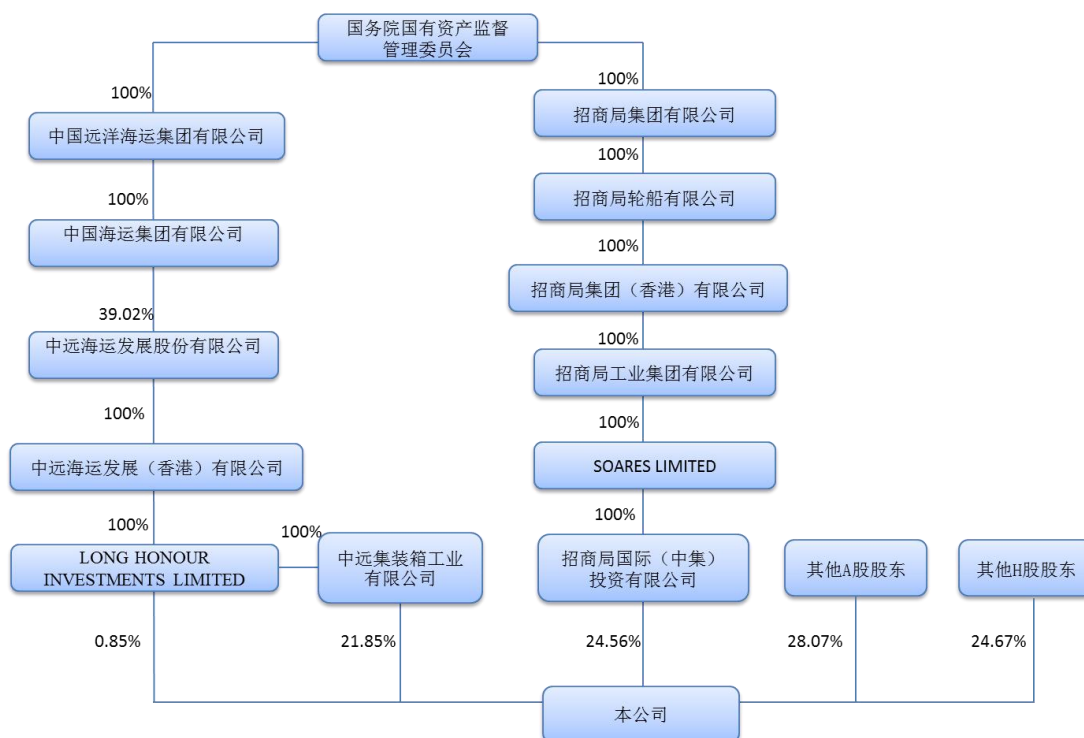 国务院国有资产监督
管理委员会
100%
100%
中国远洋海运集团有限公司
招商局集团有限公司
100%
100%
中国海运集团有限公司
招商局轮船有限公司
39.02%
100%
中远海运发展股份有限公司
招商局集团（香港）有限公司
100%
100%
中远海运发展（香港）有限公司
招商局工业集团有限公司
100%
100%
SOARES LIMITED
100%
100%
LONG HONOUR
INVESTMENTS LIMITED
中远集装箱工业
有限公司
招商局国际（中集）
投资有限公司
其他A股股东
其他H股股东
0.85%
21.85%
24.56%
28.07%
24.67%
本公司